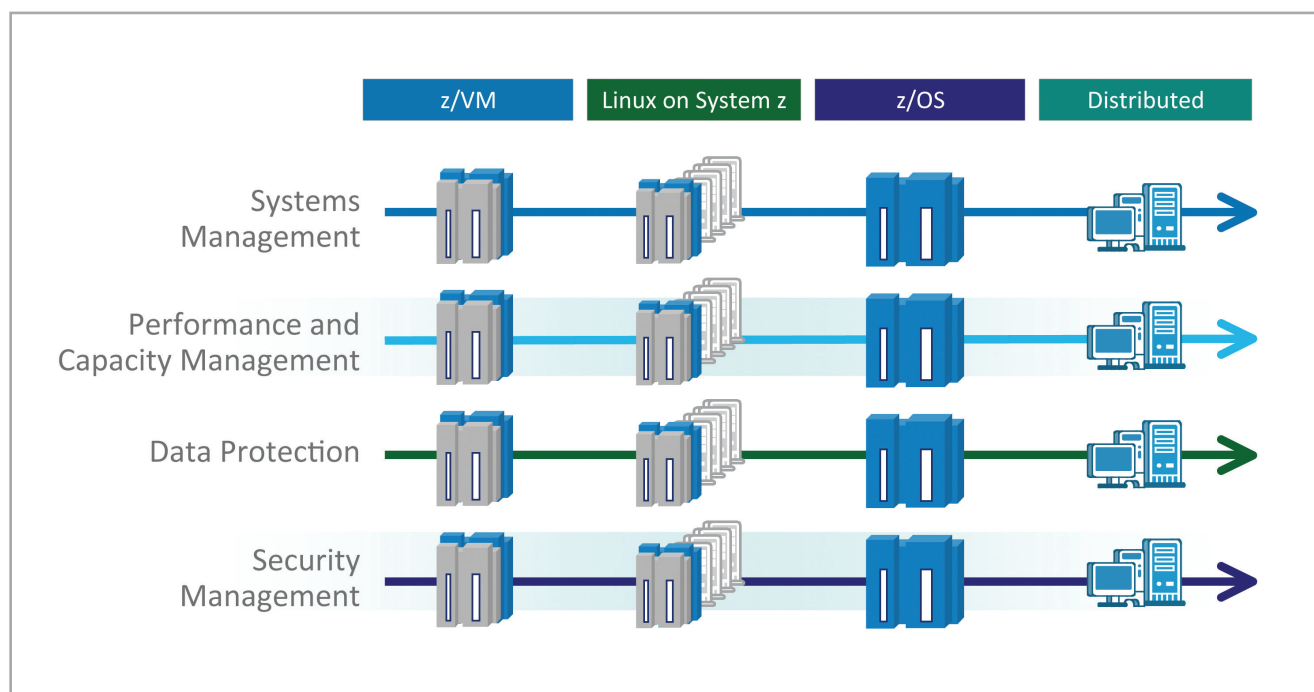 z/VM
Linux on System z
z/OS
Distributed
Systems
Management
Performance and
Capacity Management
Data Protection
Security
Management